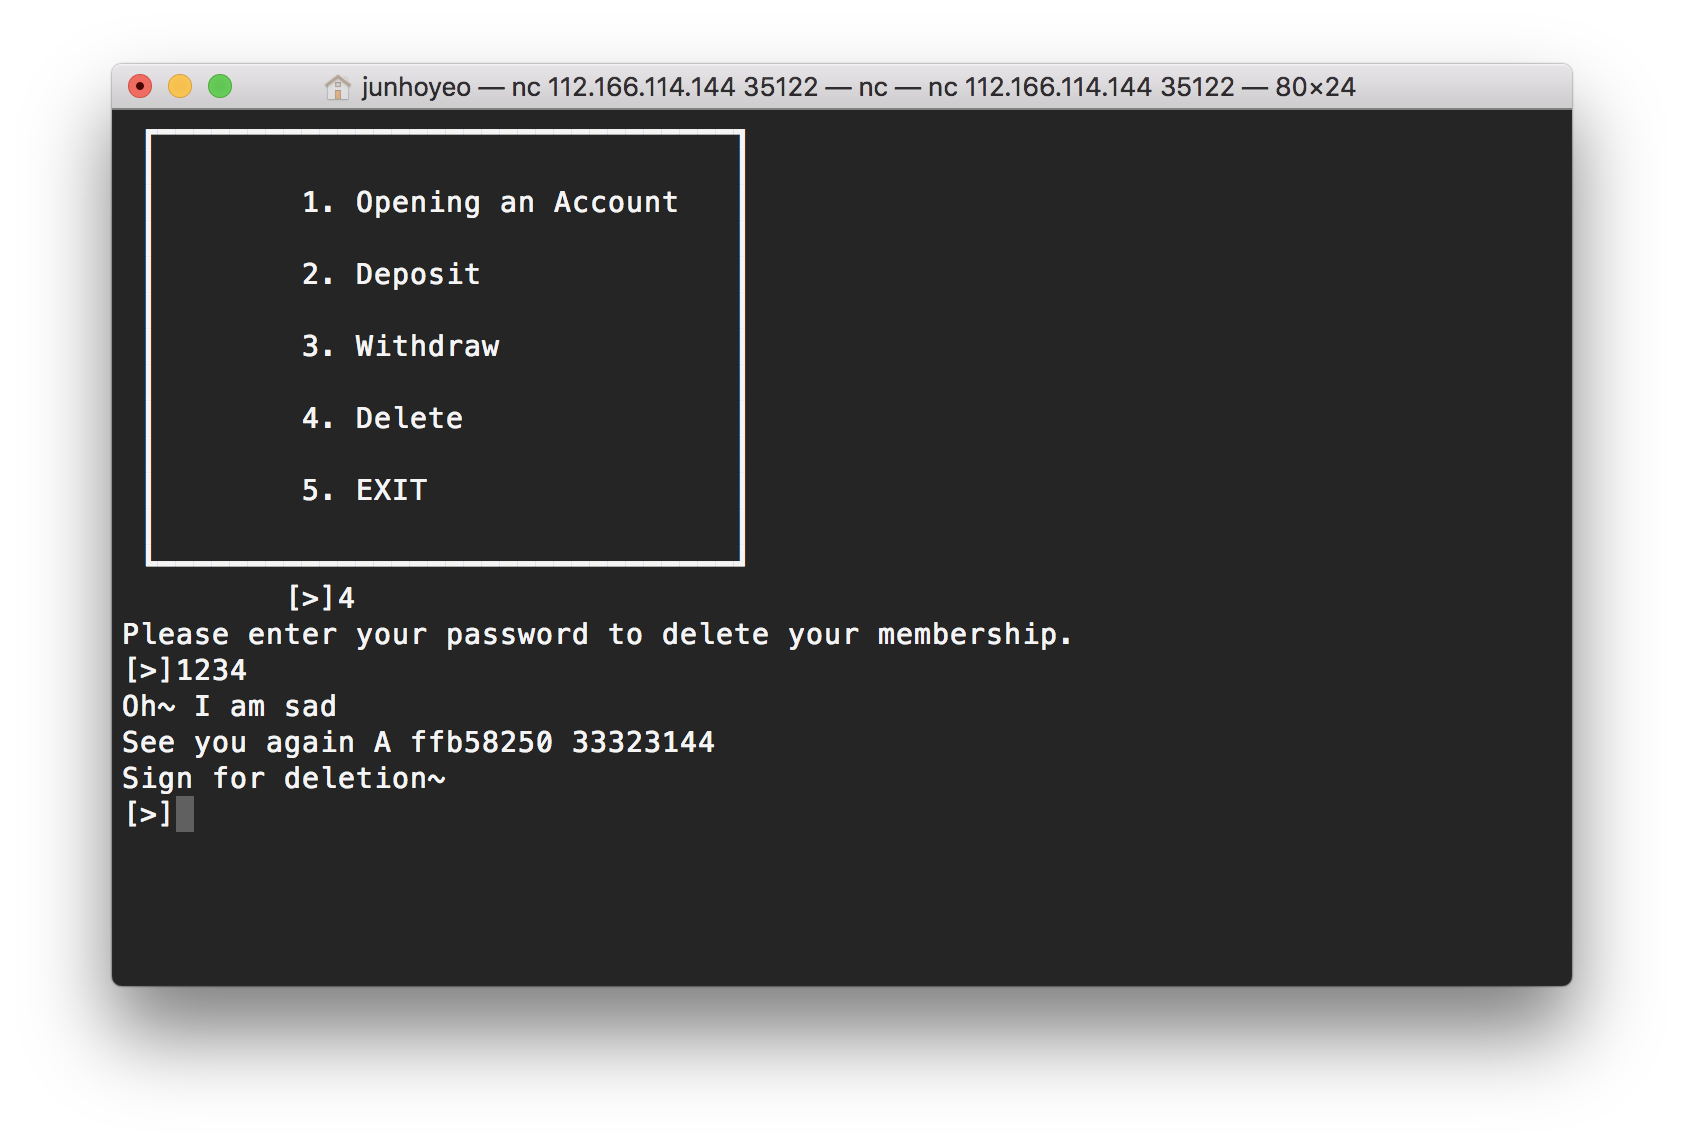 junhoyeo — nc 112.166.114.144 35122 — nc — nc 112.166.114.144 35122 — 80×24
1. Opening an Account
2. Deposit
3. Withdraw
4. Delete
5. EXIT
[>]4
Please enter your password to delete your membership.
[>]1234
Oh~ I am sad
See you again A ffb58250 33323144
Sign for deletion~
[>]